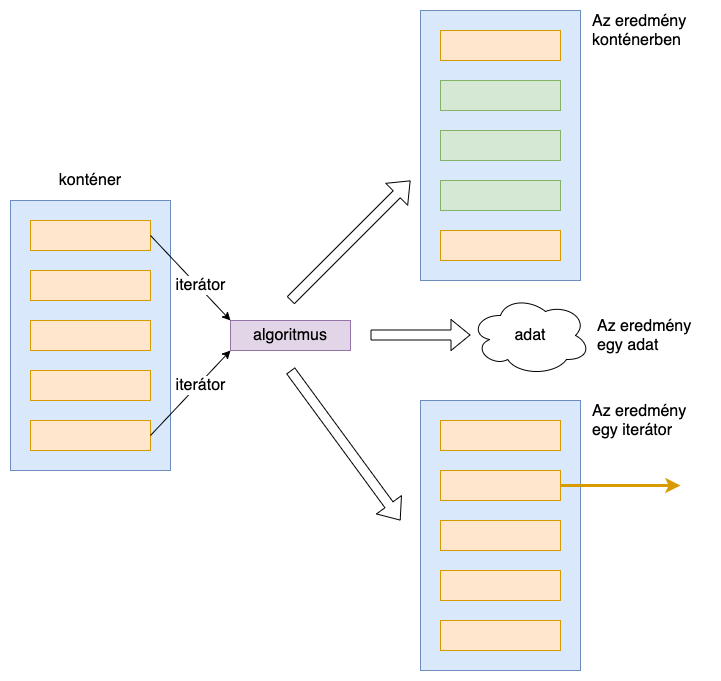 Az eredmény
konténerben
konténer
iterátor
algoritmus
iterátor
adat
Az eredmény
egy adat
Az eredmény
egy iterátor